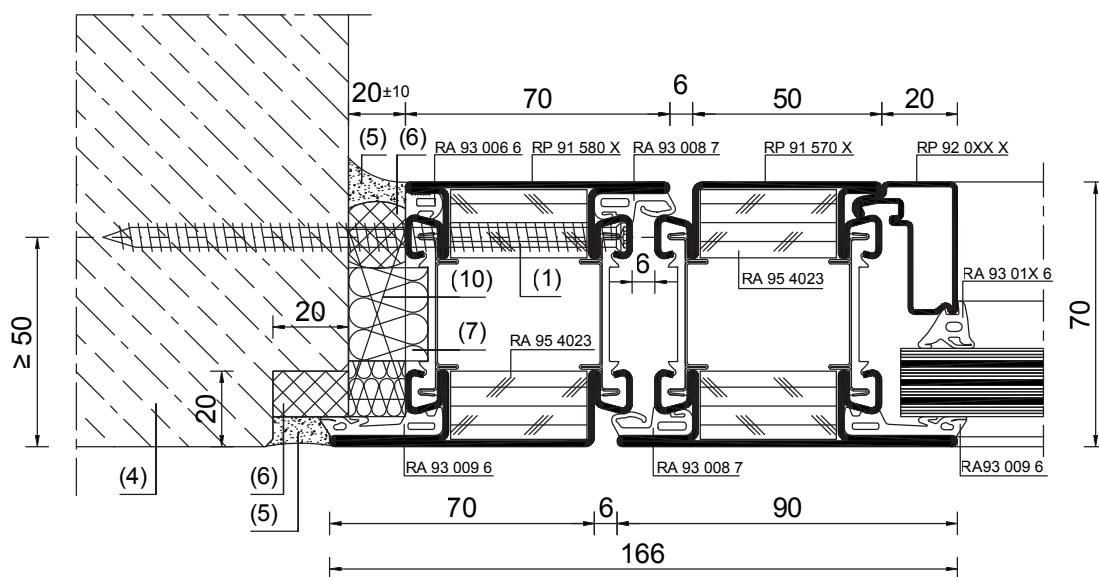 20±10
70
6
50
20
(5)
(6)
RA 93 006 6
RP 91 580 X
RA 93 008 7
RP 91 570 X
RP 92 0XX X
≥ 50
20
(10)
(1)
6
RA 95 4023
RA 93 01X 6
70
(7)
RA 95 4023
20
(4)
(6)
(5)
RA 93 009 6
RA 93 008 7
RA93 009 6
70
6
90
166